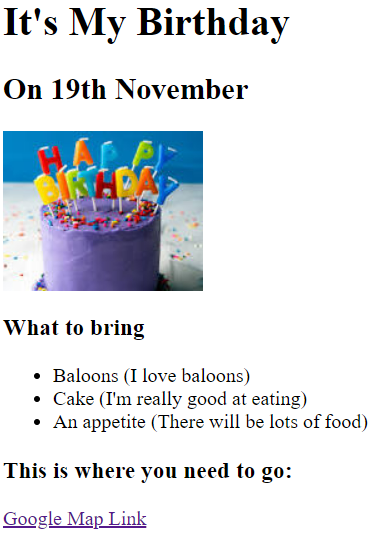 It's My Birthday
On 19th November
HAPPY
BIRTHDAY
What to bring
Baloons (I love baloons)
Cake (I'm really good at eating)
An appetite (There will be lots of food)
This is where you need to go:
Google Map Link